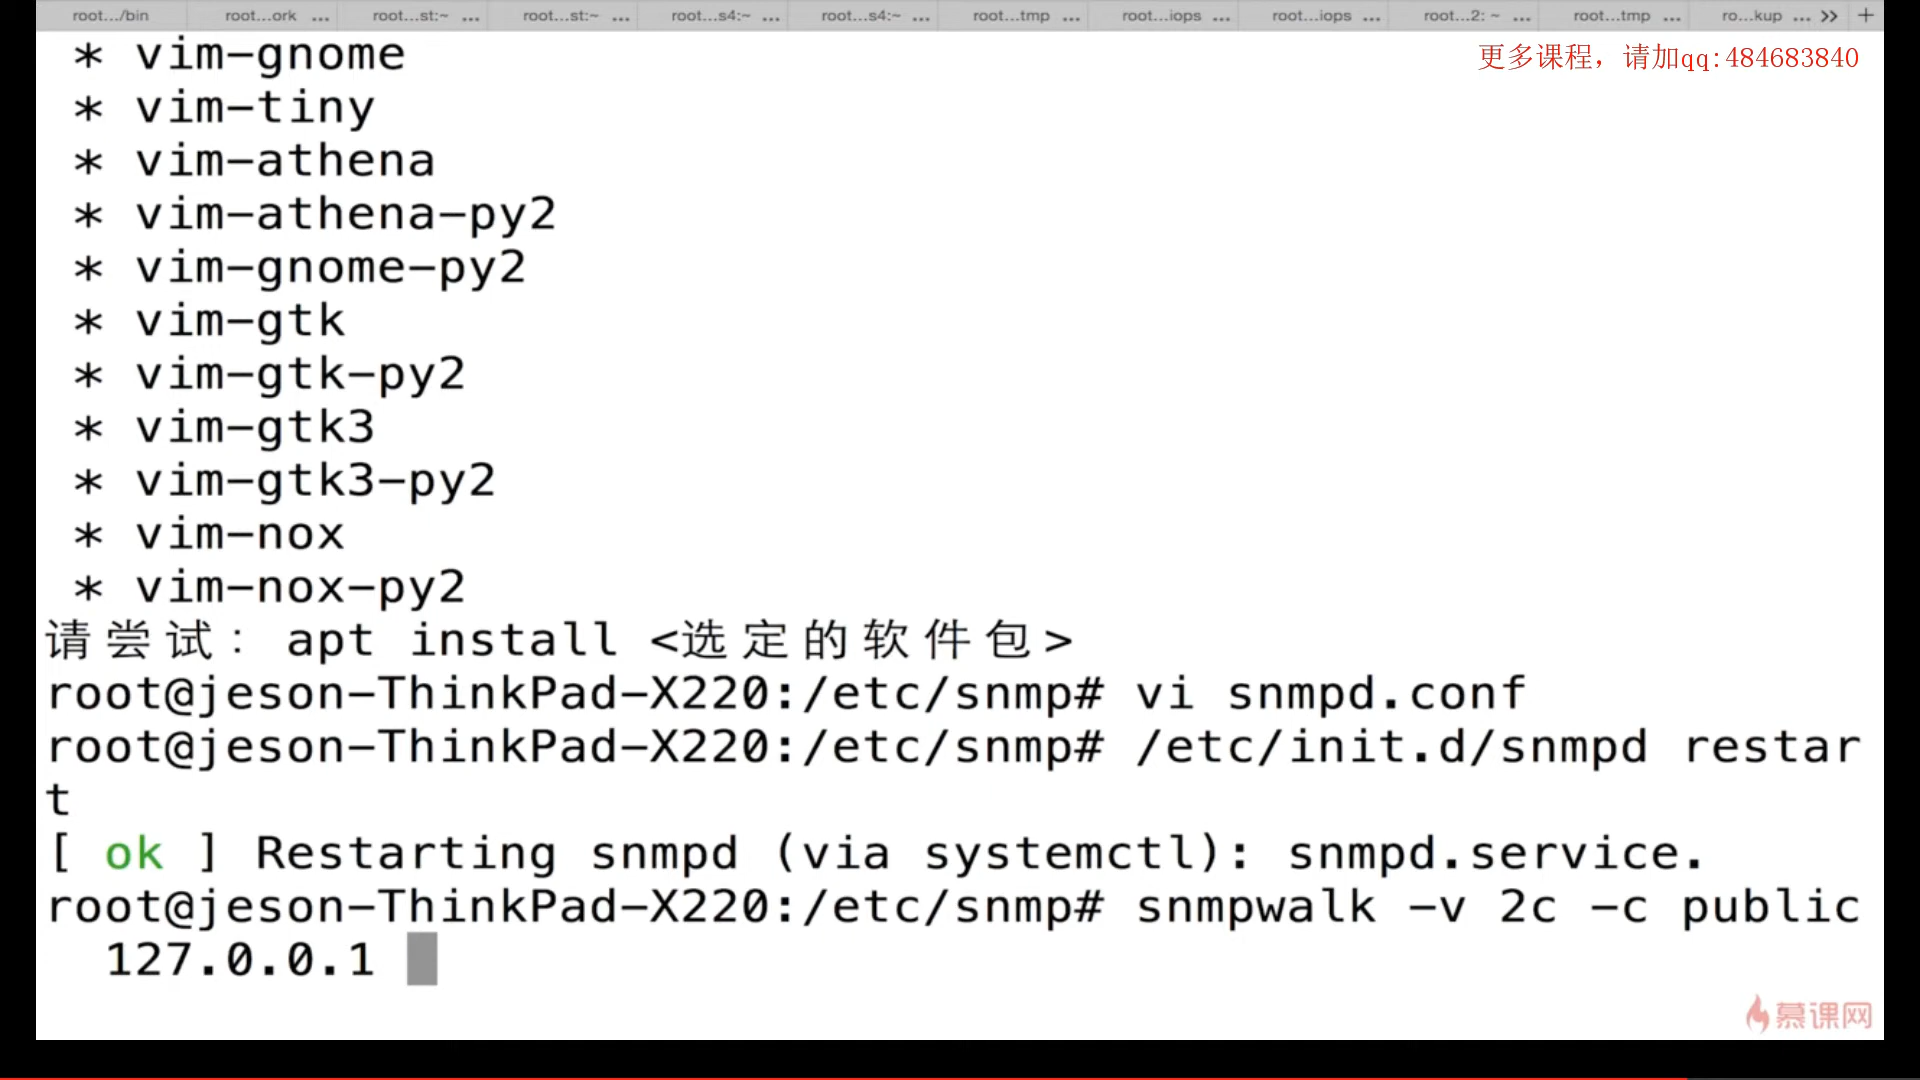 root.../bin root...ork ... root...st:~ ... root...st:~ ... root...s4:~ ... root...s4:~ ... root...tmp ... root...iops ... root...iops ... root...2: ~ ... root...tmp ... ro...kup ... >> +
更多课程，请加qq:484683840
* vim-gnome
* vim-tiny
* vim-athena
* vim-athena-py2
* vim-gnome-py2
* vim-gtk
* vim-gtk-py2
* vim-gtk3
* vim-gtk3-py2
* vim-nox
* vim-nox-py2
请尝试: apt install <选定的软件包>
root@jeson-ThinkPad-X220:/etc/snmp# vi snmpd.conf
root@jeson-ThinkPad-X220:/etc/snmp# /etc/init.d/snmpd restar
t
[ ok ] Restarting snmpd (via systemctl): snmpd.service.
root@jeson-ThinkPad-X220:/etc/snmp# snmpwalk -v 2c -c public
127.0.0.1
慕课网